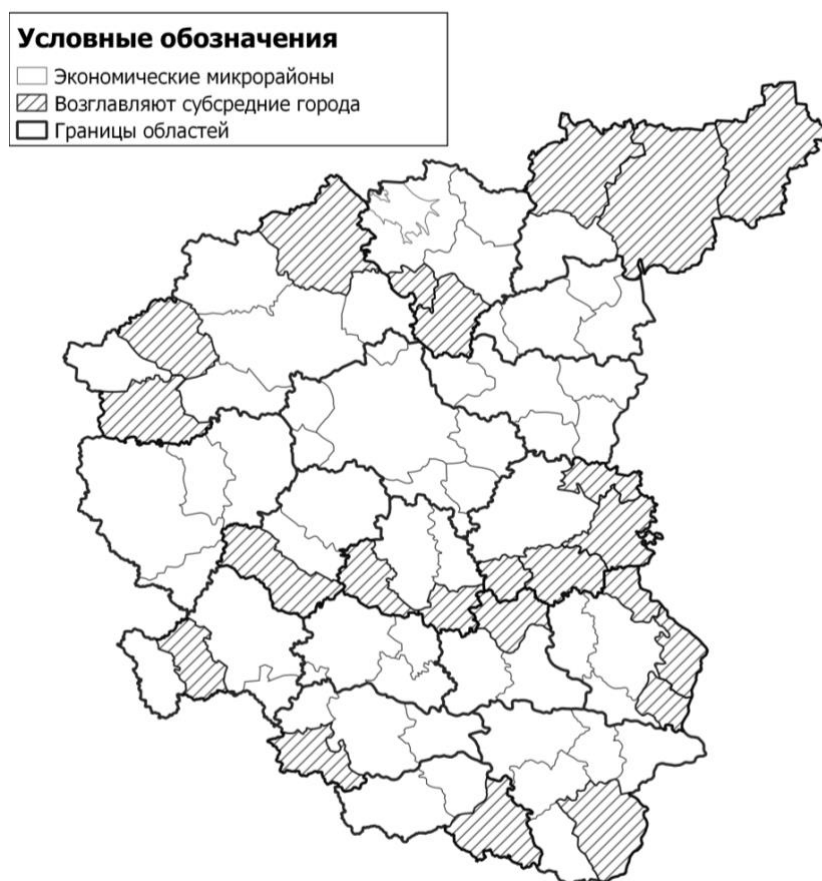 Условные обозначения
Экономические микрорайоны
Возглавляют субсредние города
Границы областей